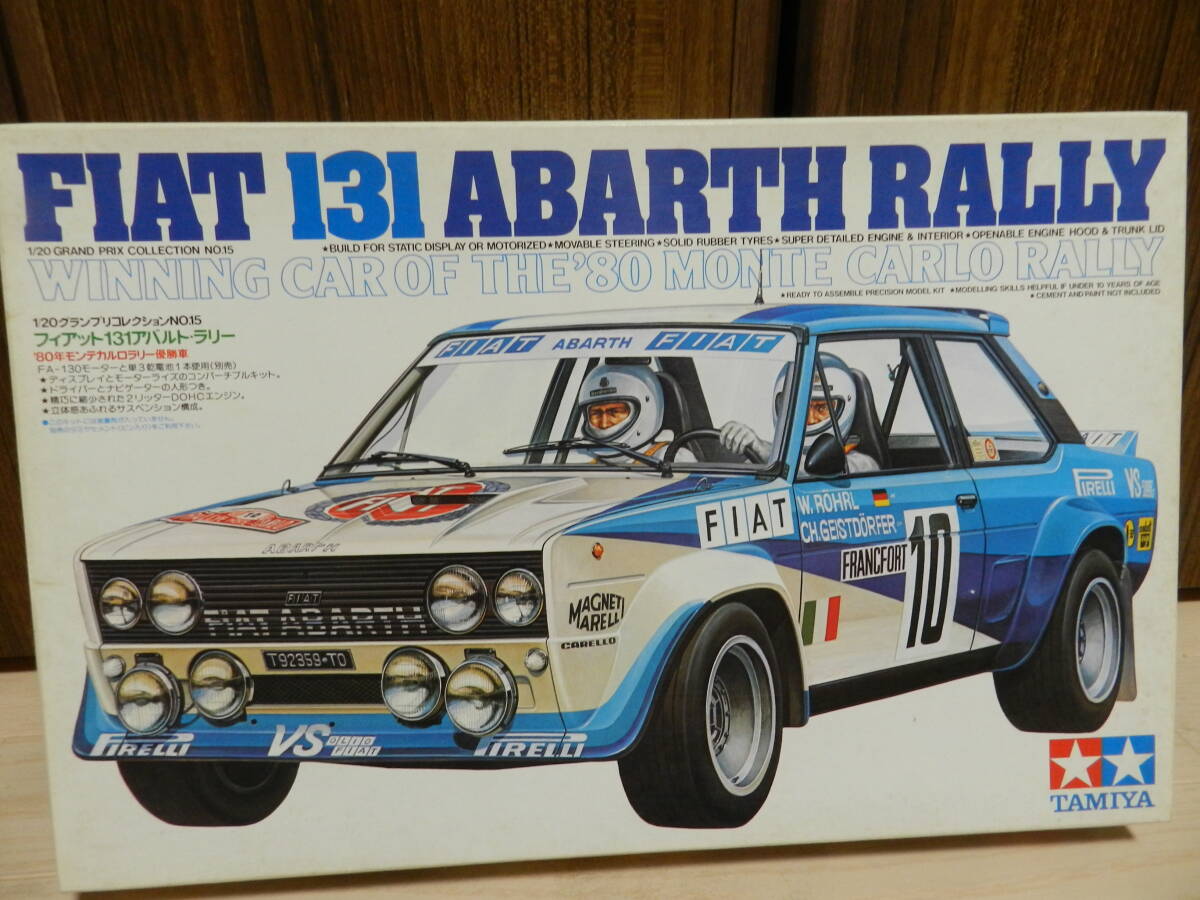 FIAT 131 ABARTH RALLY
1/20 GRAND PRIX COLLECTION NO.15
★BUILD FOR STATIC DISPLAY OR MOTORIZED★MOVABLE STEERING★SOLID RUBBER TYRES★SUPER DETAILED ENGINE & INTERIOR★OPENABLE ENGINE HOOD & TRUNK LID
WINNING CAR OF THE '80 MONTE CARLO RALLY
★READY TO ASSEMBLE PRECISION MODEL KIT ★MODELLING SKILLS HELPFUL IF UNDER 10 YEARS OF AGE
★CEMENT AND PAINT NOT INCLUDED
1/20グランプリコレクションNO.15
フィアット131アバルト・ラリー
'80年モンテカルロラリー優勝車
FA-130モーターと単3乾電池1本使用(別売)
★ディスプレイとモーターライズのコンバーチブルキット。
★ドライバーとナビゲーターの人形つき。
★精巧に縮少された2リッターDOHCエンジン。
★立体感あふれるサスペンション構成。
FIAT ABARTH FIAT
FIAT
PIRELLI
VS
W. RÖHRL
CH. GEISTDÖRFER
FIAT
FRANCFORT
10
ABARTH
FIAT
FIAT ABARTH
MAGNETI MARELLI
CARELLO
T92359•TO
PIRELLI
VS
OLIO
FIAT
PIRELLI
TAMIYA